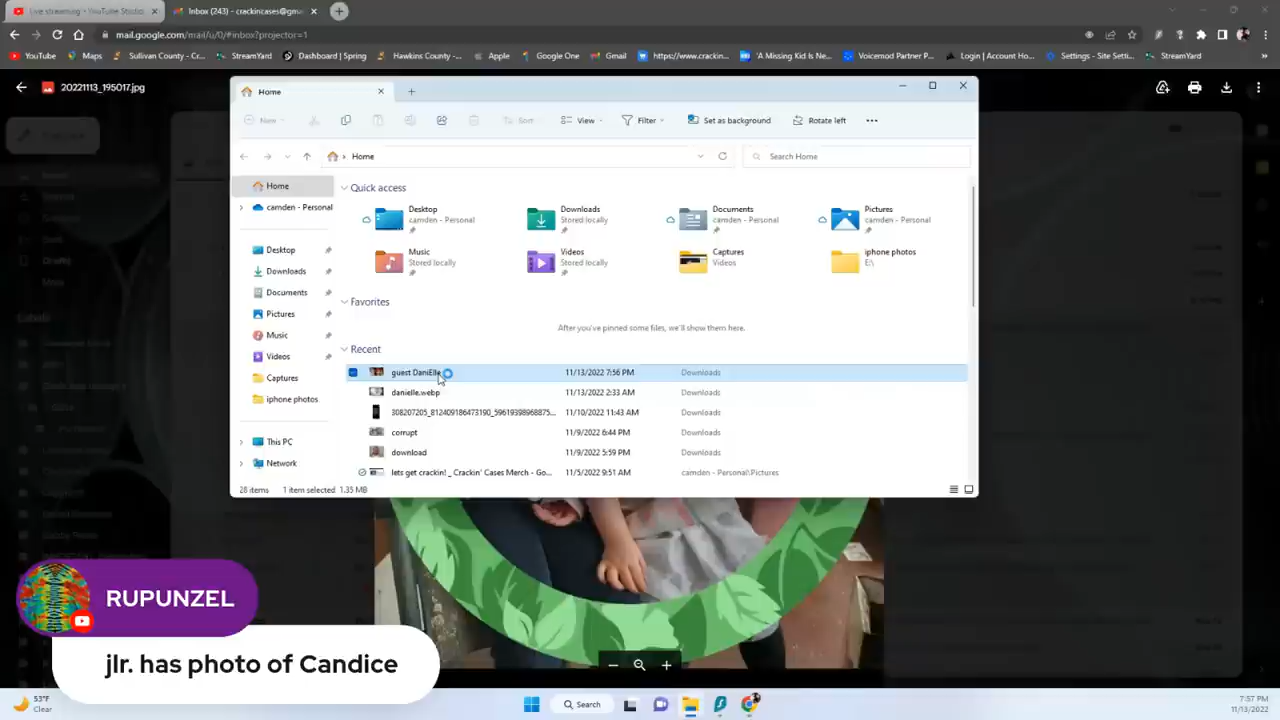 Live streaming - YouTube Studio
Inbox (243) - crackincases@gm
mail.google.com/mail/u/0/#inbox?projector=1
YouTube Maps Sullivan County - Cr... StreamYard Dashboard | Spring Hawkins County -... Apple Google One Gmail https://www.crackin... 'A Missing Kid Is Ne... Voicemod Partner P... Login | Account Ho... Settings - Site Setti... StreamYard
20221113_195017.jpg
Home
New Sort View Filter Set as background Rotate left
Home
Search Home
Home
camden - Personal
Desktop
Downloads
Documents
Pictures
Music
Videos
Captures
iphone photos
This PC
Network
Quick access
Desktop
camden - Personal
Downloads
Stored locally
Documents
camden - Personal
Pictures
camden - Personal
Music
Stored locally
Videos
Stored locally
Captures
Videos
iphone photos
E:\
Favorites
After you've pinned some files, we'll show them here.
Recent
guest DaniElle 11/13/2022 7:56 PM Downloads
danielle.webp 11/13/2022 2:33 AM Downloads
308207205_812409186473190_59619398968875... 11/10/2022 11:43 AM Downloads
corrupt 11/9/2022 6:44 PM Downloads
download 11/9/2022 5:59 PM Downloads
lets get crackin! _ Crackin' Cases Merch - Go... 11/5/2022 9:51 AM camden - Personal\Pictures
28 items 1 item selected 1.35 MB
Labels
RUPUNZEL
jlr. has photo of Candice
53°F
Clear
Search
7:57 PM
11/13/2022